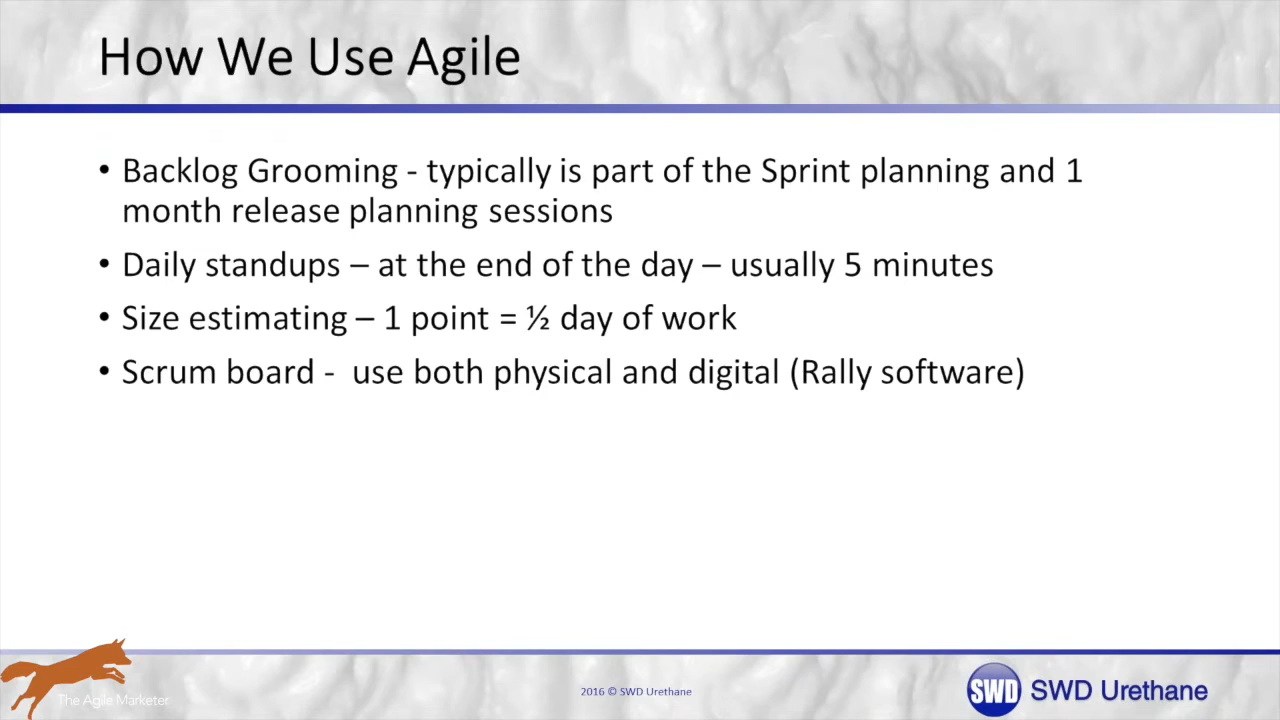 How We Use Agile
• Backlog Grooming - typically is part of the Sprint planning and 1
month release planning sessions
• Daily standups – at the end of the day – usually 5 minutes
• Size estimating – 1 point = ½ day of work
• Scrum board -  use both physical and digital (Rally software)
The Agile Marketer
2016 © SWD Urethane
SWD SWD Urethane